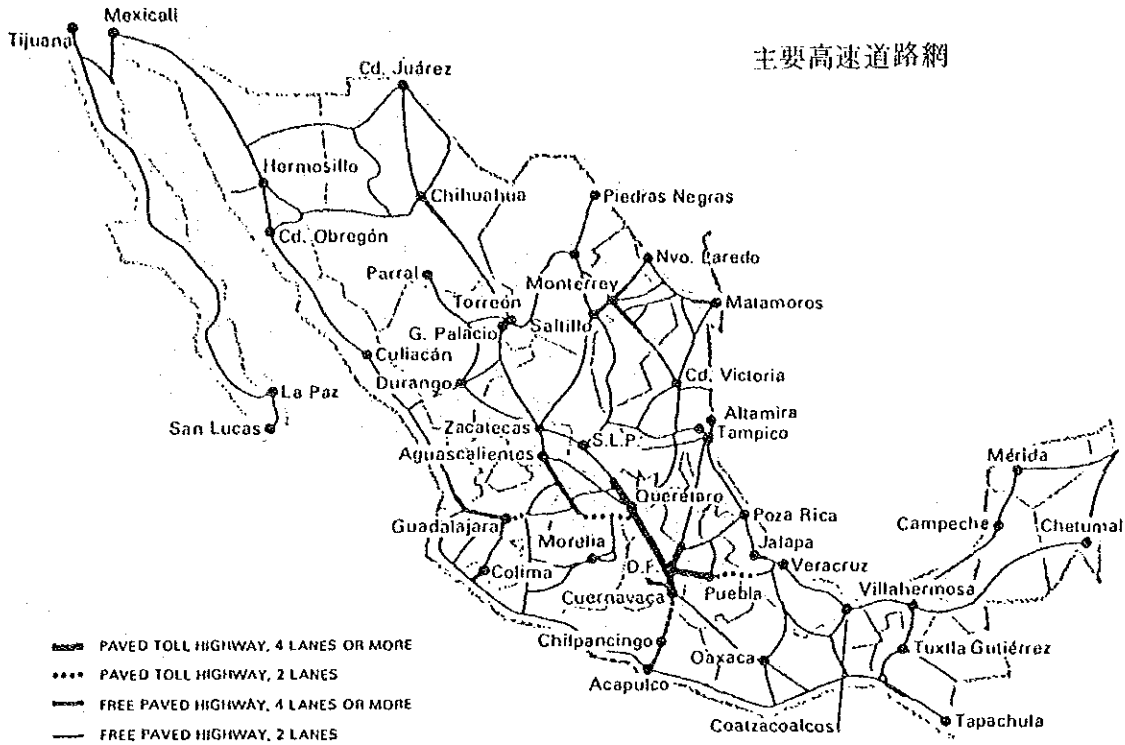 主要高速道路網
Mexicali
Tijuana
Cd. Juárez
Hermosillo
Chihuahua
Piedras Negras
Cd. Obregón
Nvo. Laredo
Parral
Monterrey
Matamoros
Torreón
G. Palacio
Saltillo
Culiacán
Durango
Cd. Victoria
La Paz
San Lucas
Altamira
Zacatecas
S.L.P.
Tampico
Aguascalientes
Mérida
Querétaro
Guadalajara
Poza Rica
Campeche
Chetumal
Morelia
Jalapa
D.F.
Veracruz
Colima
Puebla
Villahermosa
Cuernavaca
Chilpancingo
Oaxaca
Tuxtla Gutiérrez
Acapulco
Coatzacoalcos
Tapachula
PAVED TOLL HIGHWAY, 4 LANES OR MORE
PAVED TOLL HIGHWAY, 2 LANES
FREE PAVED HIGHWAY, 4 LANES OR MORE
FREE PAVED HIGHWAY, 2 LANES